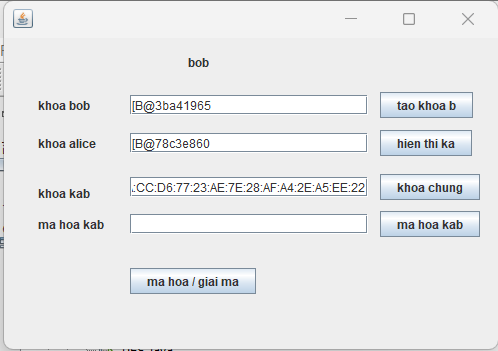 bob
khoa bob [B@3ba41965 tao khoa b
khoa alice [B@78c3e860 hien thi ka
khoa kab :CC:D6:77:23:AE:7E:28:AF:A4:2E:A5:EE:22 khoa chung
ma hoa kab ma hoa kab
ma hoa / giai ma